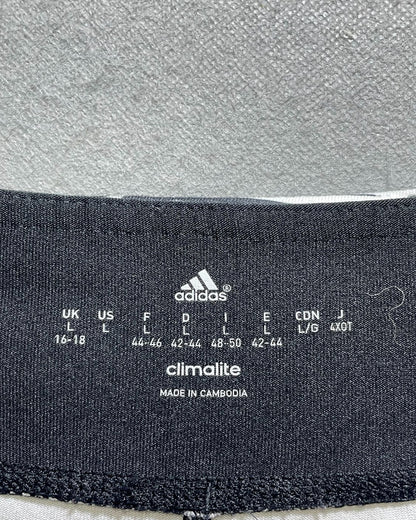 adidas®
UK US F D I E CDN J
L L L L L L L/G 4XOT
16-18 44-46 42-44 48-50 42-44
climalite
MADE IN CAMBODIA